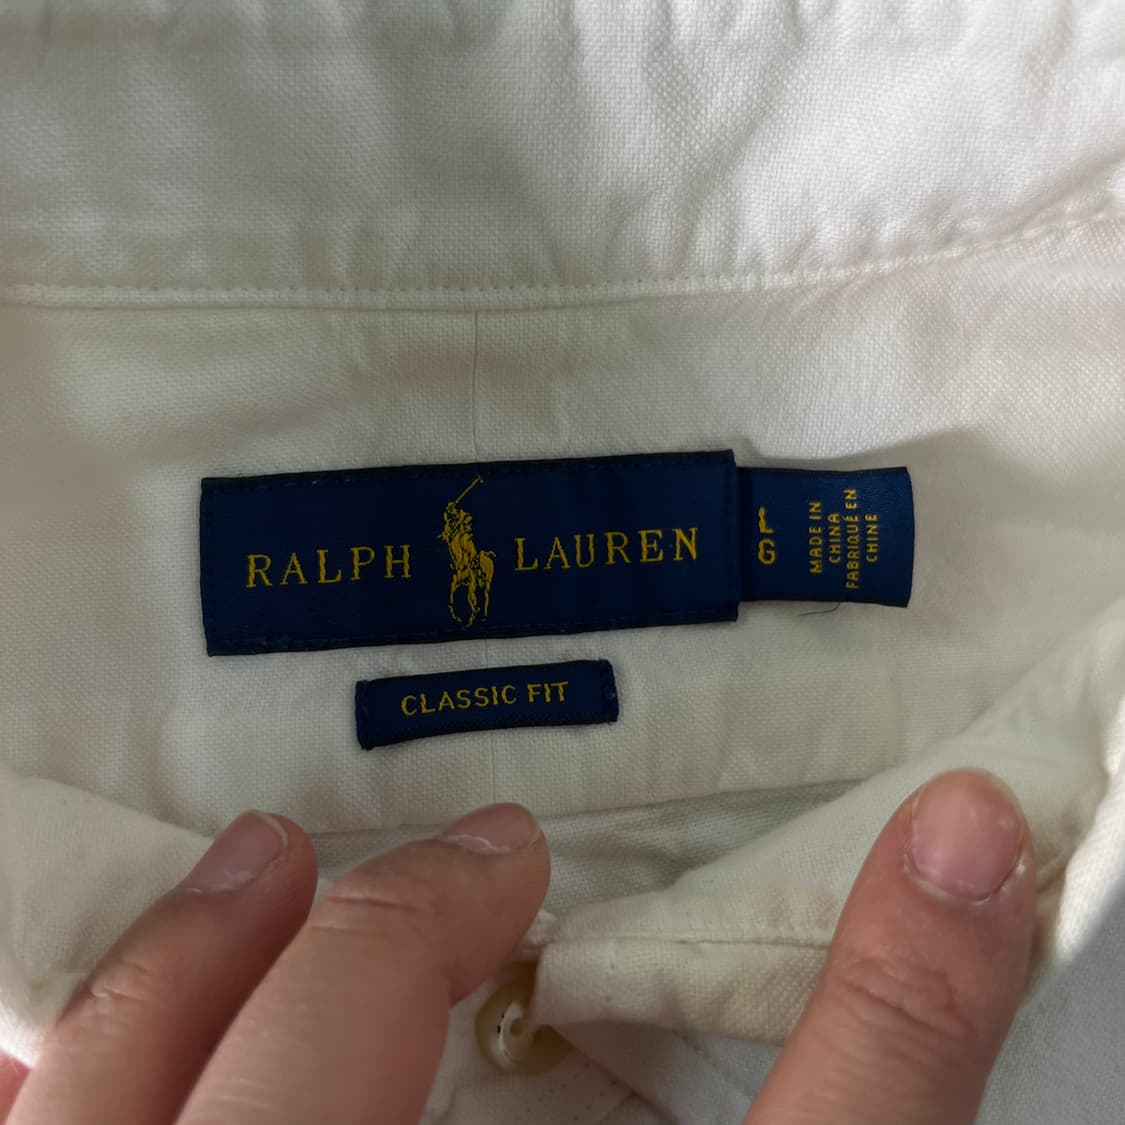 RALPH LAUREN
L
G
MADE IN
CHINA
FABRIQUÉ EN
CHINE
CLASSIC FIT